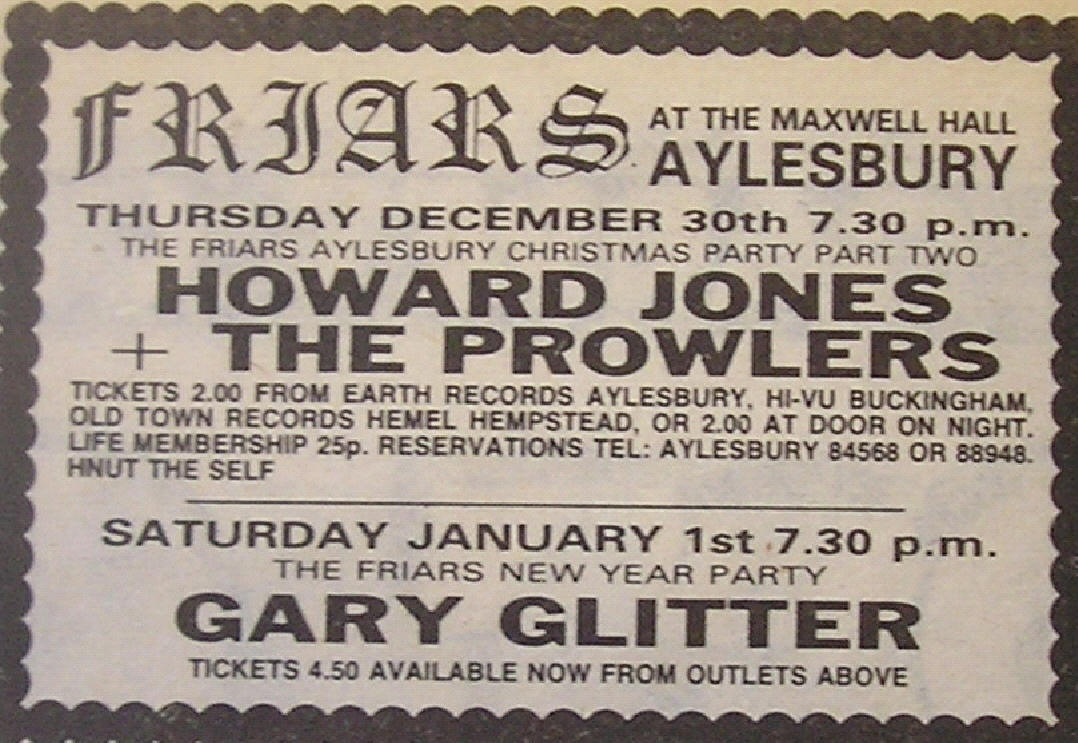 FRIARS AT THE MAXWELL HALL
AYLESBURY
THURSDAY DECEMBER 30th 7.30 p.m.
THE FRIARS AYLESBURY CHRISTMAS PARTY PART TWO
HOWARD JONES
+ THE PROWLERS
TICKETS 2.00 FROM EARTH RECORDS AYLESBURY, HI-VU BUCKINGHAM,
OLD TOWN RECORDS HEMEL HEMPSTEAD, OR 2.00 AT DOOR ON NIGHT.
LIFE MEMBERSHIP 25p. RESERVATIONS TEL: AYLESBURY 84568 OR 88948.
HNUT THE SELF
SATURDAY JANUARY 1st 7.30 p.m.
THE FRIARS NEW YEAR PARTY
GARY GLITTER
TICKETS 4.50 AVAILABLE NOW FROM OUTLETS ABOVE